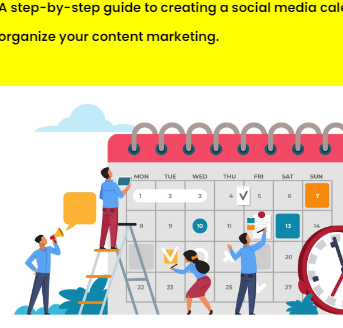 A step-by-step guide to creating a social media cale
organize your content marketing.
MON TUE WED THU FRI SAT SUN
1 2 3 4 5 6 7
8 9 10 11 13 14
20
22 23 25 27